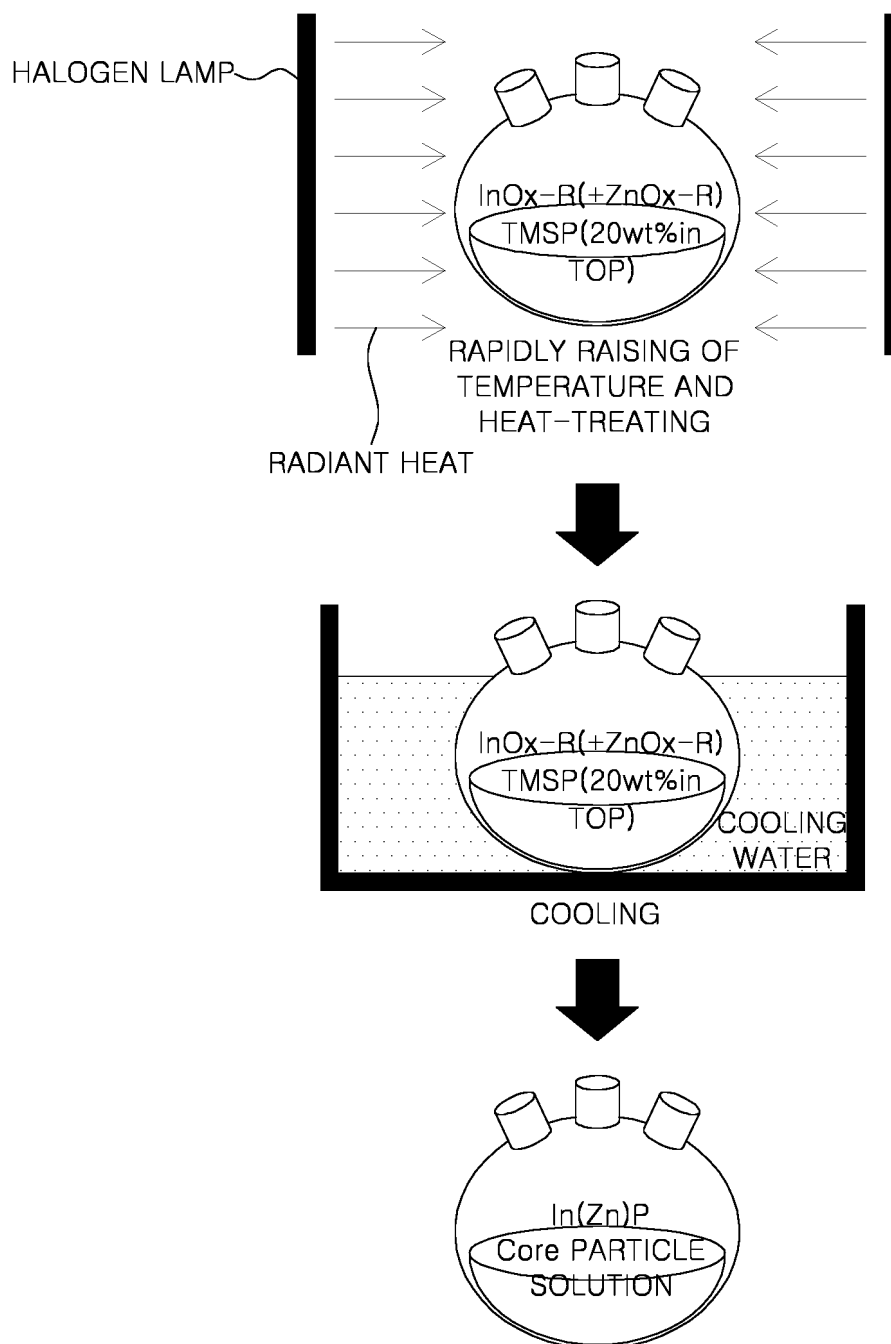 HALOGEN LAMP
InOx-R(+ZnOx-R)
TMSP(20wt%in
TOP)
RAPIDLY RAISING OF
TEMPERATURE AND
HEAT-TREATING
RADIANT HEAT
InOx-R(+ZnOx-R)
TMSP(20wt%in
TOP)
COOLING
WATER
COOLING
In(Zn)P
Core PARTICLE
SOLUTION